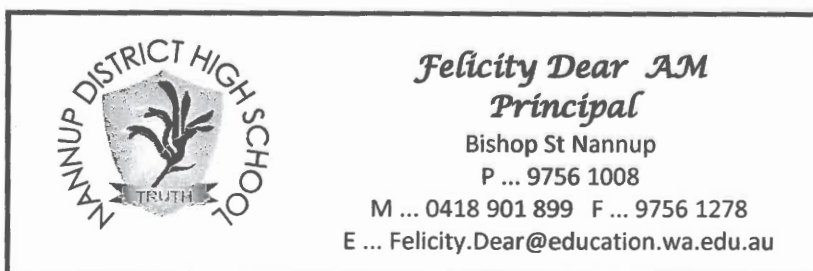 NANNUP DISTRICT HIGH SCHOOL
TRUTH
Felicity Dear AM
Principal
Bishop St Nannup
P ... 9756 1008
M ... 0418 901 899 F ... 9756 1278
E ... Felicity.Dear@education.wa.edu.au